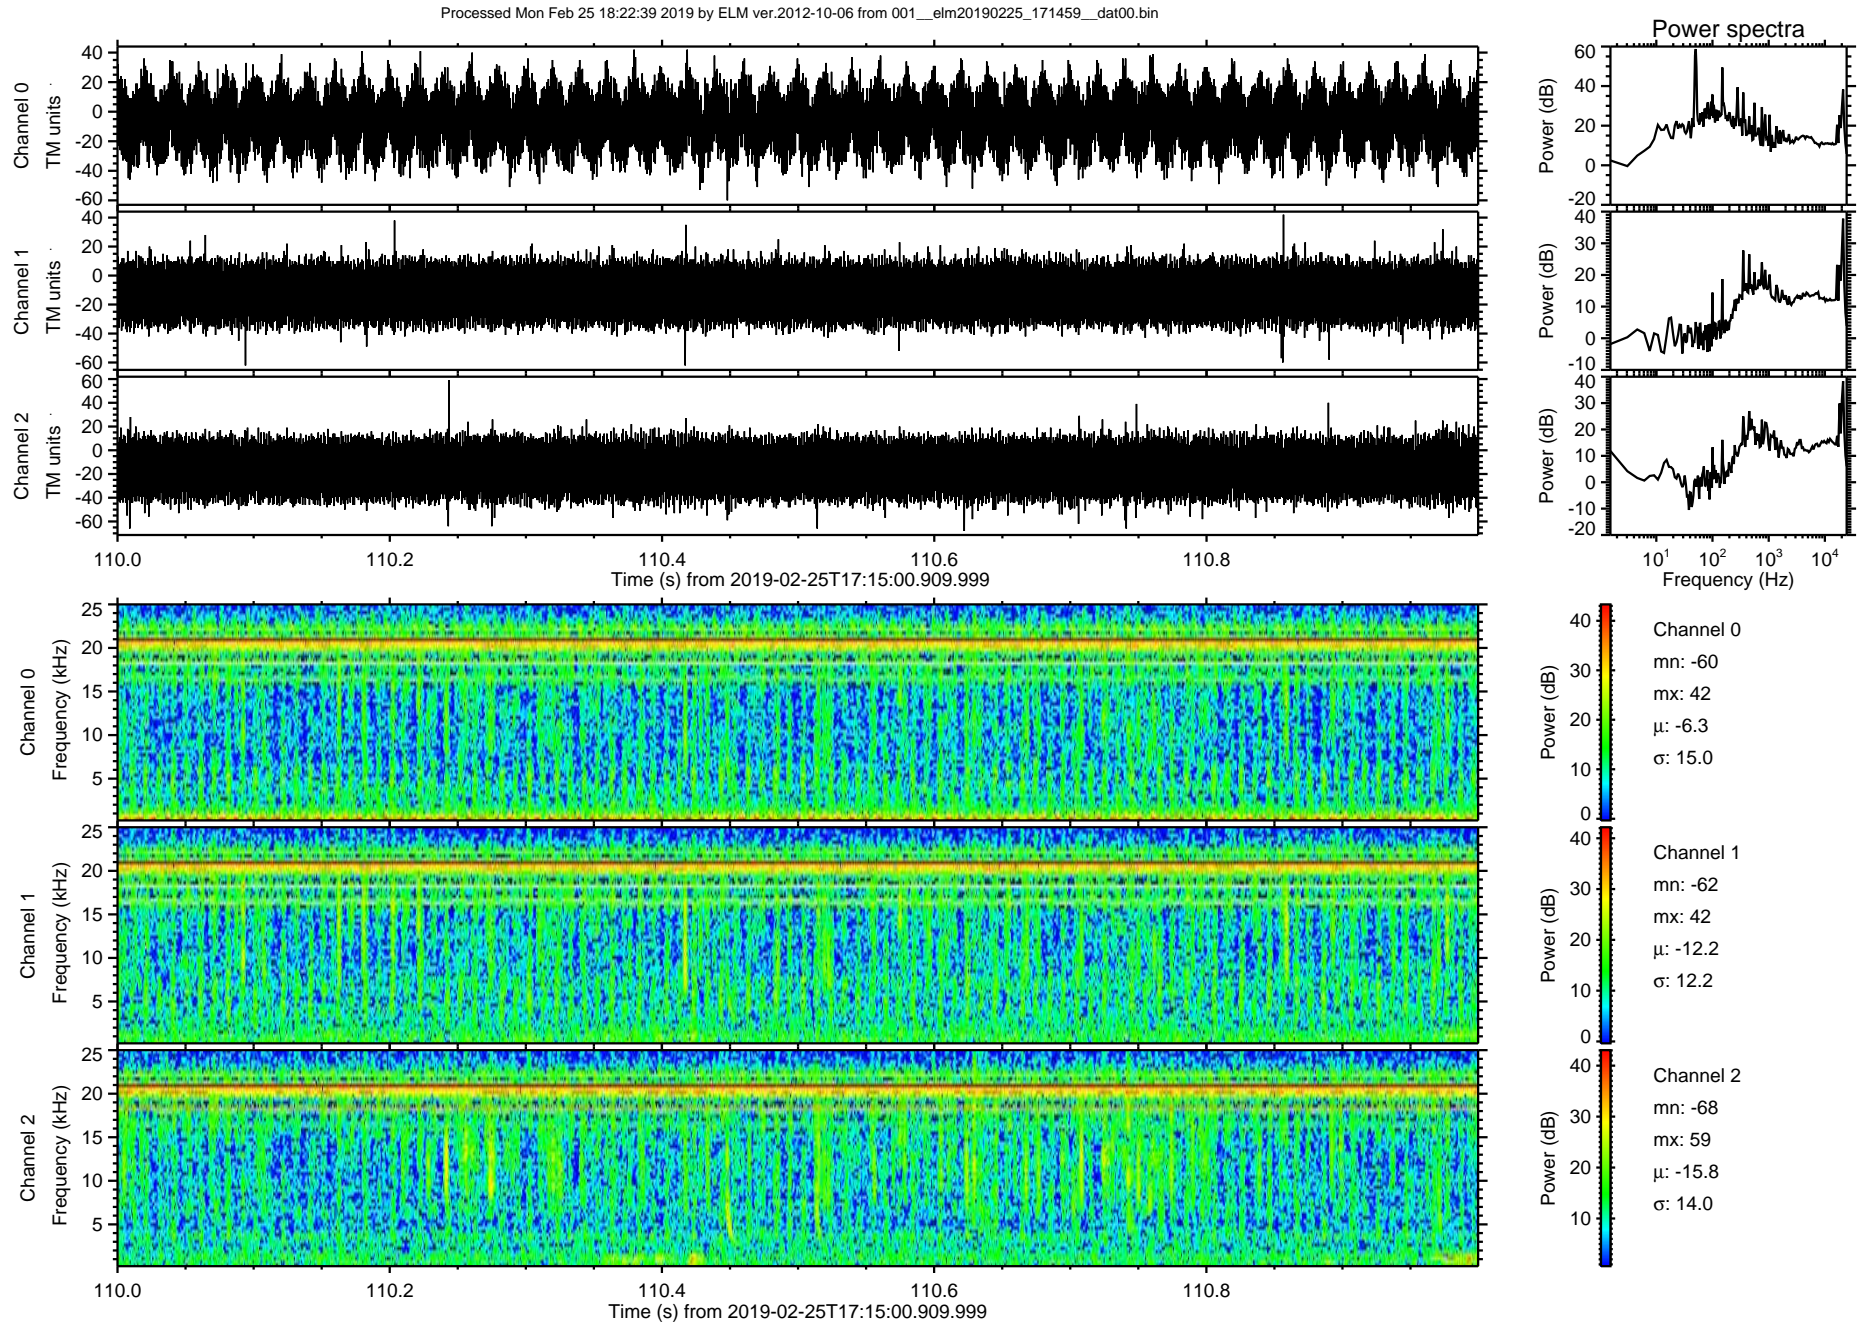 Processed Mon Feb 25 18:22:39 2019 by ELM ver.2012-10-06 from 001__elm20190225_171459__dat00.bin
Power spectra
Channel 0
TM units
40
20
0
-20
-40
-60
Power (dB)
60
40
20
0
-20
Channel 1
TM units
40
20
0
-20
-40
-60
Power (dB)
40
30
20
10
0
-10
Channel 2
TM units
60
40
20
0
-20
-40
-60
Power (dB)
40
30
20
10
0
-10
-20
110.0 110.2 110.4 110.6 110.8
Time (s) from 2019-02-25T17:15:00.909.999
10¹ 10² 10³ 10⁴
Frequency (Hz)
Channel 0
Frequency (kHz)
25
20
15
10
5
Power (dB)
40
30
20
10
0
Channel 0
mn: -60
mx: 42
μ: -6.3
σ: 15.0
Channel 1
Frequency (kHz)
25
20
15
10
5
Power (dB)
40
30
20
10
0
Channel 1
mn: -62
mx: 42
μ: -12.2
σ: 12.2
Channel 2
Frequency (kHz)
25
20
15
10
5
Power (dB)
40
30
20
10
Channel 2
mn: -68
mx: 59
μ: -15.8
σ: 14.0
110.0 110.2 110.4 110.6 110.8
Time (s) from 2019-02-25T17:15:00.909.999